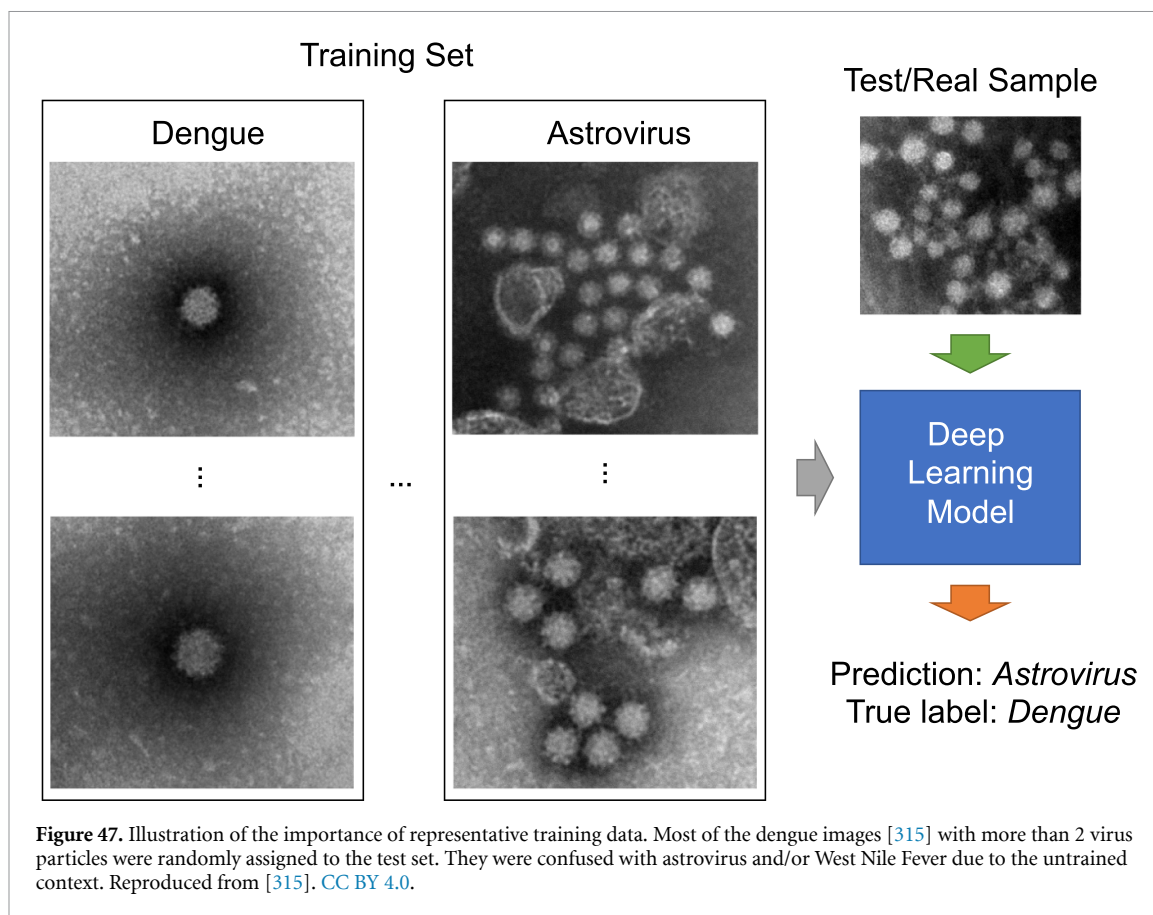 Training Set
Test/Real Sample
Dengue
Astrovirus
⋮
...
⋮
Deep
Learning
Model
Prediction: Astrovirus
True label: Dengue
Figure 47. Illustration of the importance of representative training data. Most of the dengue images [315] with more than 2 virus
particles were randomly assigned to the test set. They were confused with astrovirus and/or West Nile Fever due to the untrained
context. Reproduced from [315]. CC BY 4.0.